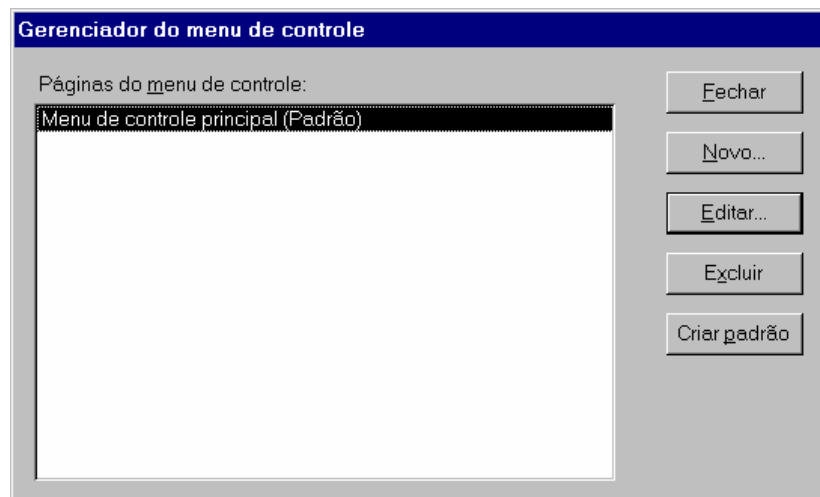 Gerenciador do menu de controle
Páginas do menu de controle:
Menu de controle principal (Padrão)
Fechar
Novo...
Editar...
Excluir
Criar padrão